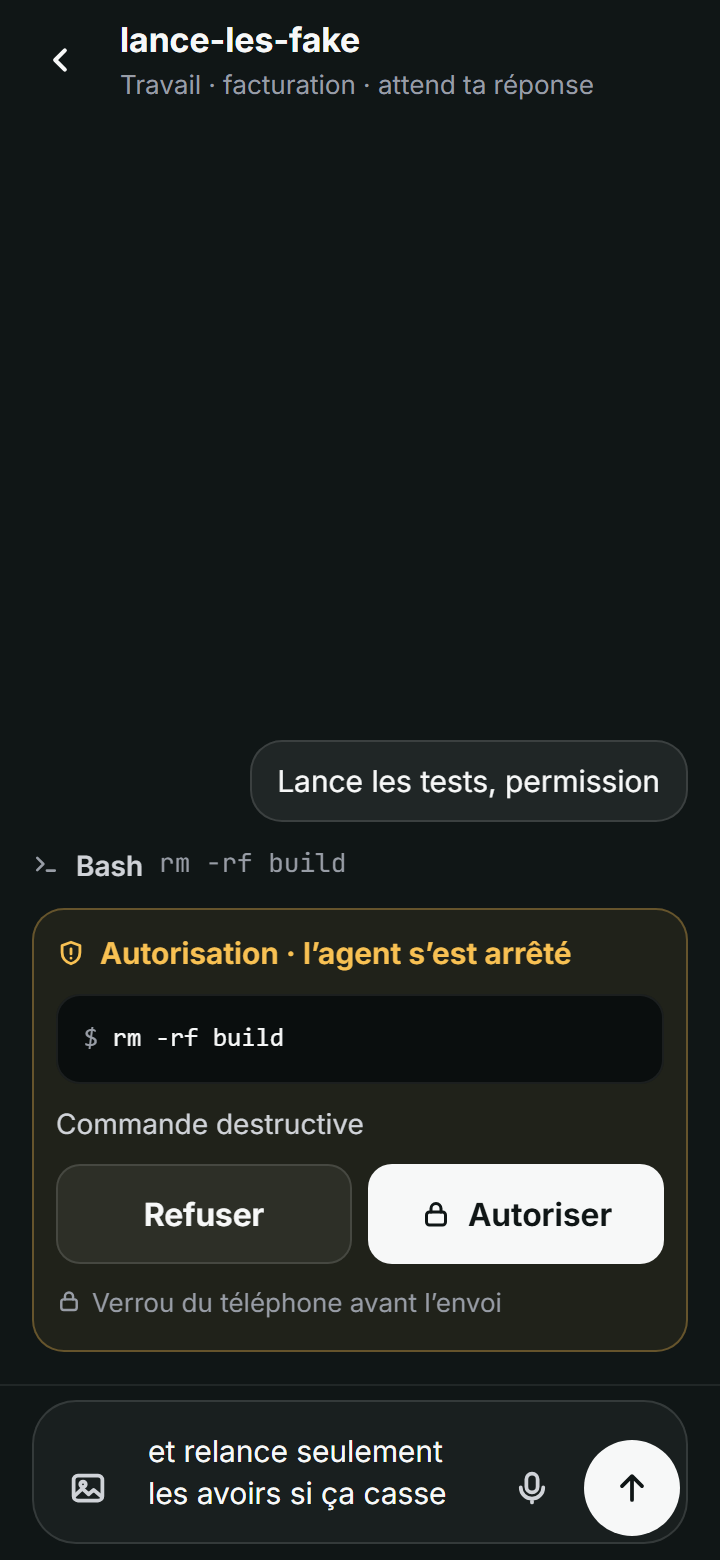 lance-les-fake
Travail · facturation · attend ta réponse
Lance les tests, permission
Bash rm -rf build
Autorisation · l’agent s’est arrêté
$ rm -rf build
Commande destructive
Refuser
Autoriser
Verrou du téléphone avant l’envoi
et relance seulement
les avoirs si ça casse